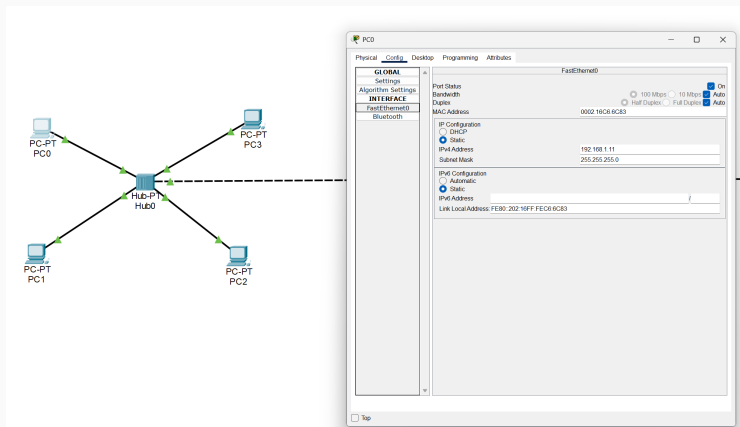 PC-PT
PC0
PC-PT
PC3
Hub-PT
Hub0
PC-PT
PC1
PC-PT
PC2
PC0
Physical Config Desktop Programming Attributes
GLOBAL
Settings
Algorithm Settings
INTERFACE
FastEthernet0
Bluetooth
FastEthernet0
Port Status On
Bandwidth 100 Mbps 10 Mbps Auto
Duplex Half Duplex Full Duplex Auto
MAC Address 0002.16C6.6C83
IP Configuration
DHCP
Static
IPv4 Address 192.168.1.11
Subnet Mask 255.255.255.0
IPv6 Configuration
Automatic
Static
IPv6 Address /
Link Local Address: FE80::202:16FF:FEC6:6C83
Top